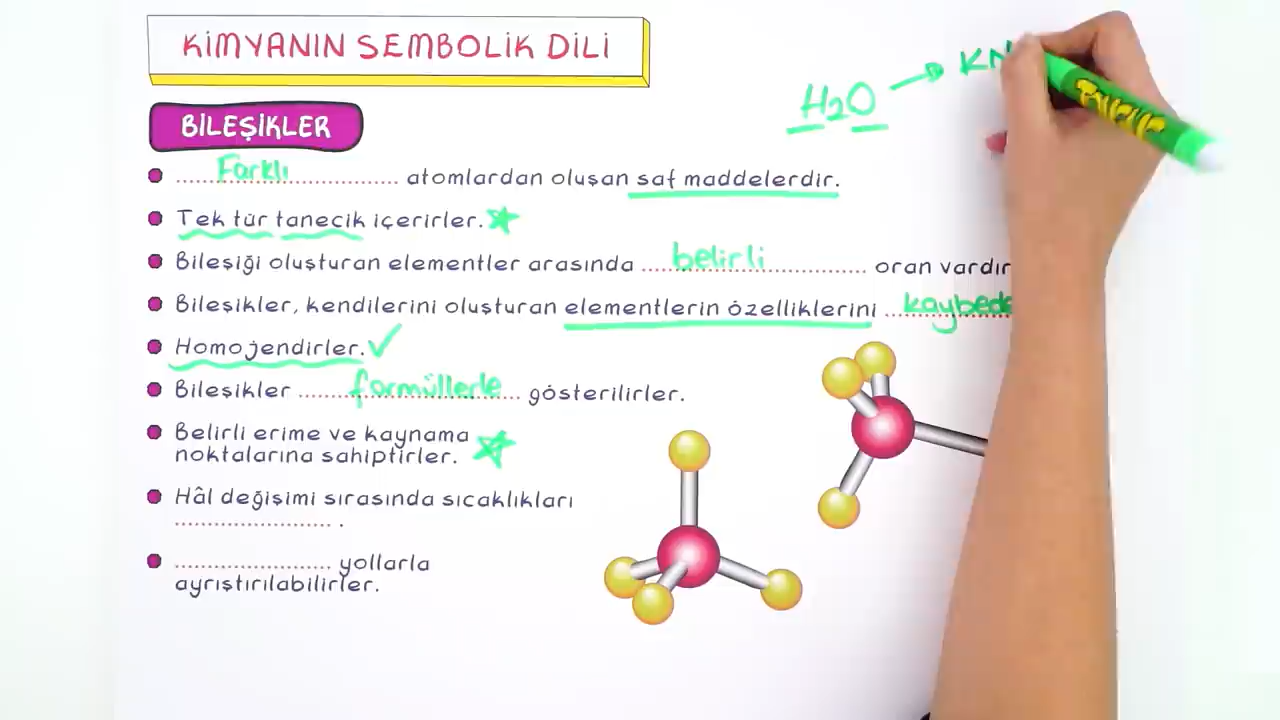 KİMYANIN SEMBOLİK DİLİ
H₂O → KN
BİLEŞİKLER
Farklı atomlardan oluşan saf maddelerdir.
Tek tür tanecik içerirler.
Bileşiği oluşturan elementler arasında belirli oran vardır
Bileşikler, kendilerini oluşturan elementlerin özelliklerini kaybede
Homojendirler. ✓
Bileşikler formüllerle gösterilirler.
Belirli erime ve kaynama
noktalarına sahiptirler.
Hâl değişimi sırasında sıcaklıkları
.................... .
.................... yollarla
ayrıştırılabilirler.